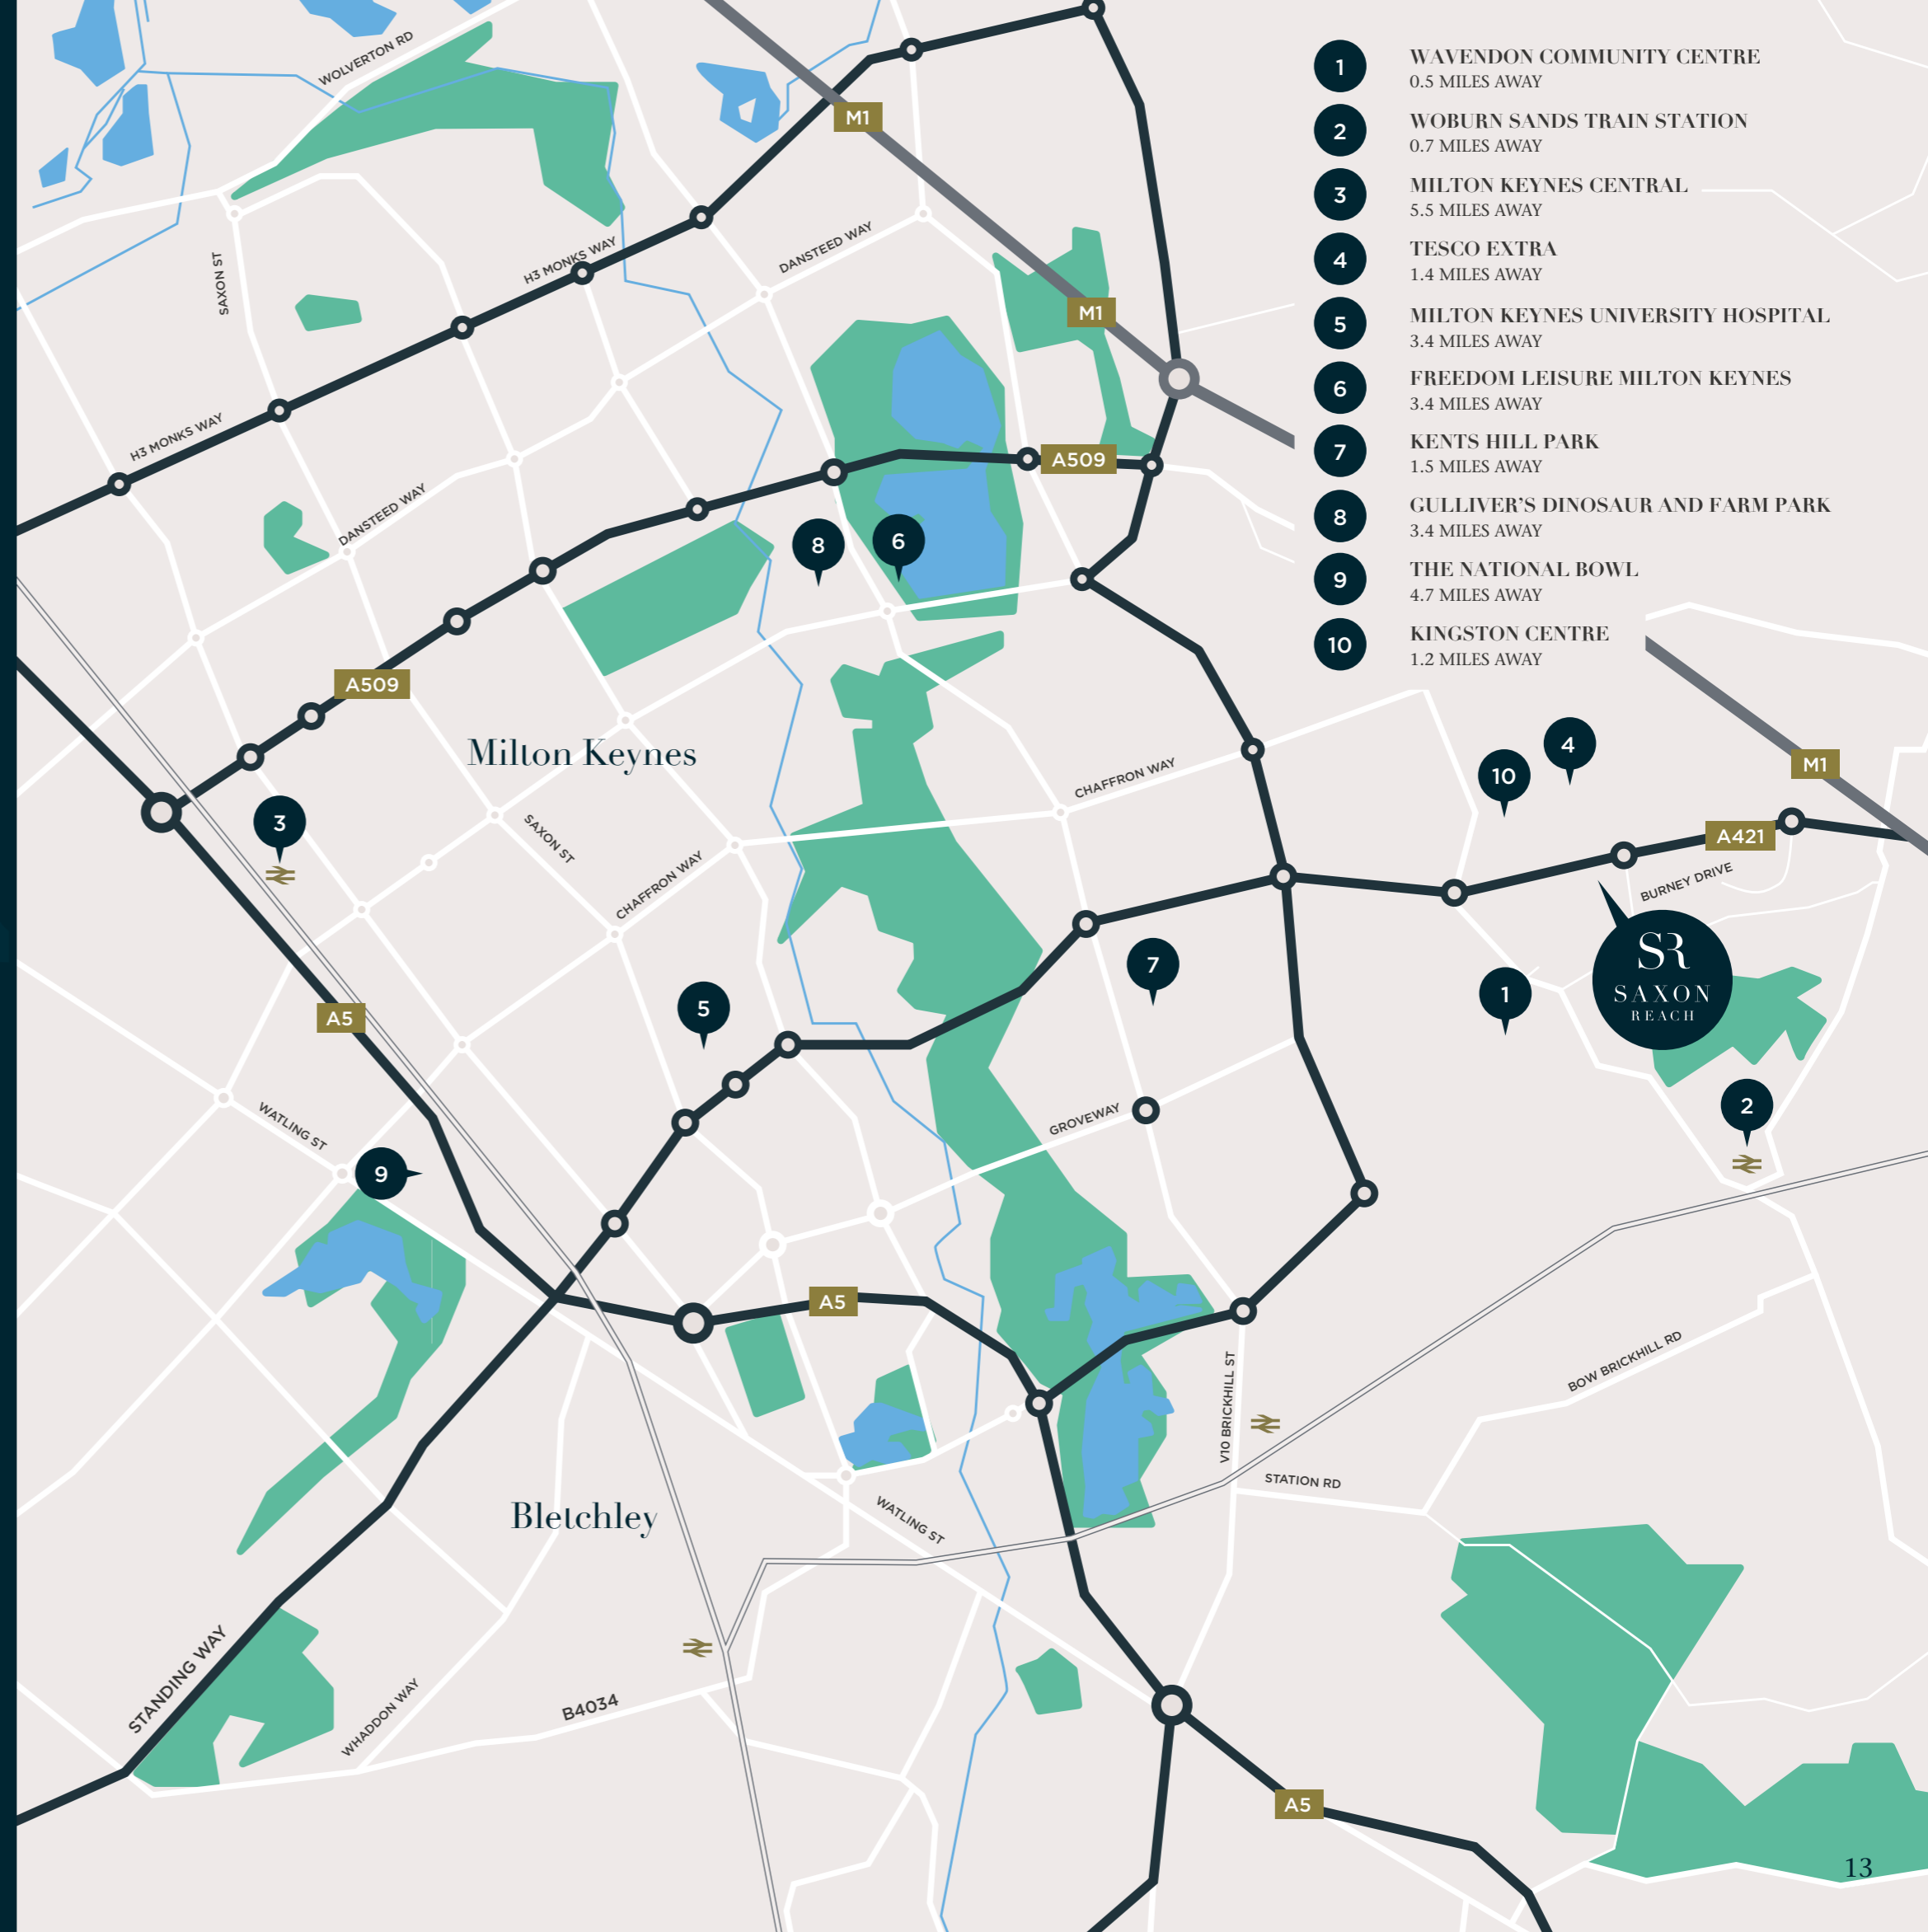 1
WAVENDON COMMUNITY CENTRE
0.5 MILES AWAY
2
WOBURN SANDS TRAIN STATION
0.7 MILES AWAY
3
MILTON KEYNES CENTRAL
5.5 MILES AWAY
4
TESCO EXTRA
1.4 MILES AWAY
5
MILTON KEYNES UNIVERSITY HOSPITAL
3.4 MILES AWAY
6
FREEDOM LEISURE MILTON KEYNES
3.4 MILES AWAY
7
KENTS HILL PARK
1.5 MILES AWAY
8
GULLIVER’S DINOSAUR AND FARM PARK
3.4 MILES AWAY
9
THE NATIONAL BOWL
4.7 MILES AWAY
10
KINGSTON CENTRE
1.2 MILES AWAY
WOLVERTON RD
M1
SAXON ST
H3 MONKS WAY
DANSTEED WAY
M1
H3 MONKS WAY
A509
DANSTEED WAY
8
6
A509
Milton Keynes
4
10
M1
CHAFFRON WAY
3
SAXON ST
A421
CHAFFRON WAY
BURNEY DRIVE
SR
SAXON
REACH
7
1
5
A5
WATLING ST
GROVEWAY
2
9
A5
V10 BRICKHILL ST
BOW BRICKHILL RD
STATION RD
Bletchley
WATLING ST
STANDING WAY
WHADDON WAY
B4034
A5
13